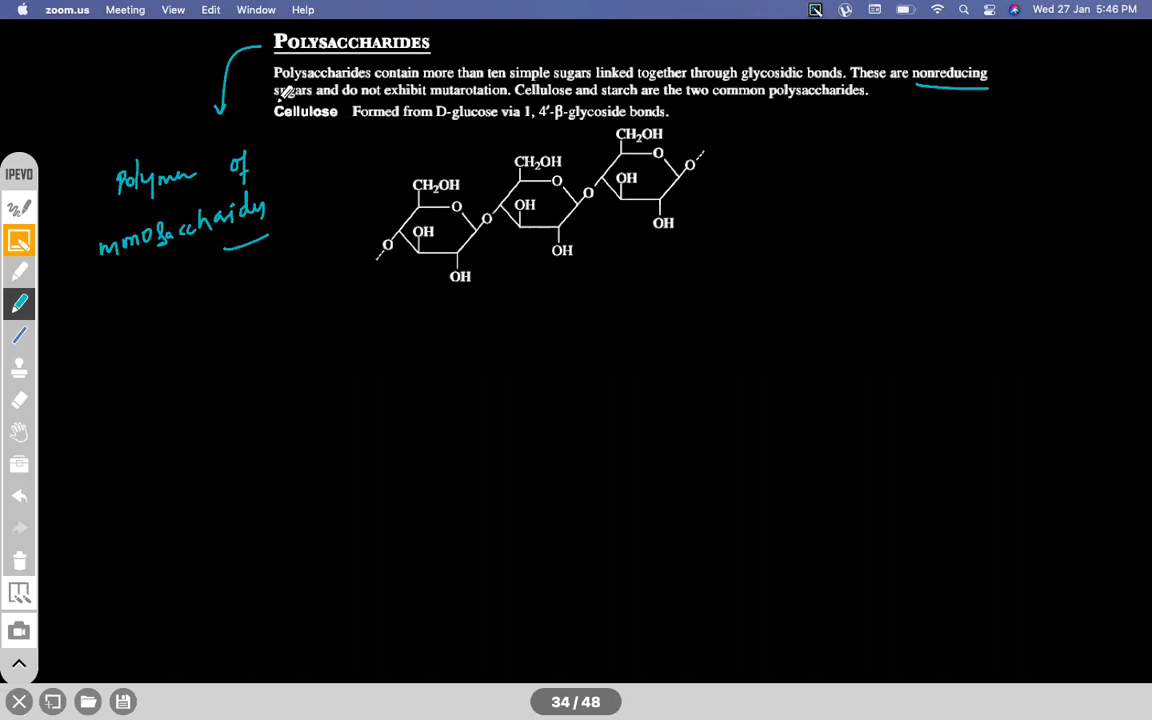 zoom.us Meeting View Edit Window Help Wed 27 Jan 5:46 PM
POLYSACCHARIDES
Polysaccharides contain more than ten simple sugars linked together through glycosidic bonds. These are nonreducing
sugars and do not exhibit mutarotation. Cellulose and starch are the two common polysaccharides.
Cellulose Formed from D-glucose via 1, 4′-β-glycoside bonds.
CH₂OH
O
O
OH
OH
CH₂OH
O
O
OH
OH
CH₂OH
O
O
OH
O
OH
IPEVO
Polymer of
monosaccharides
34 / 48